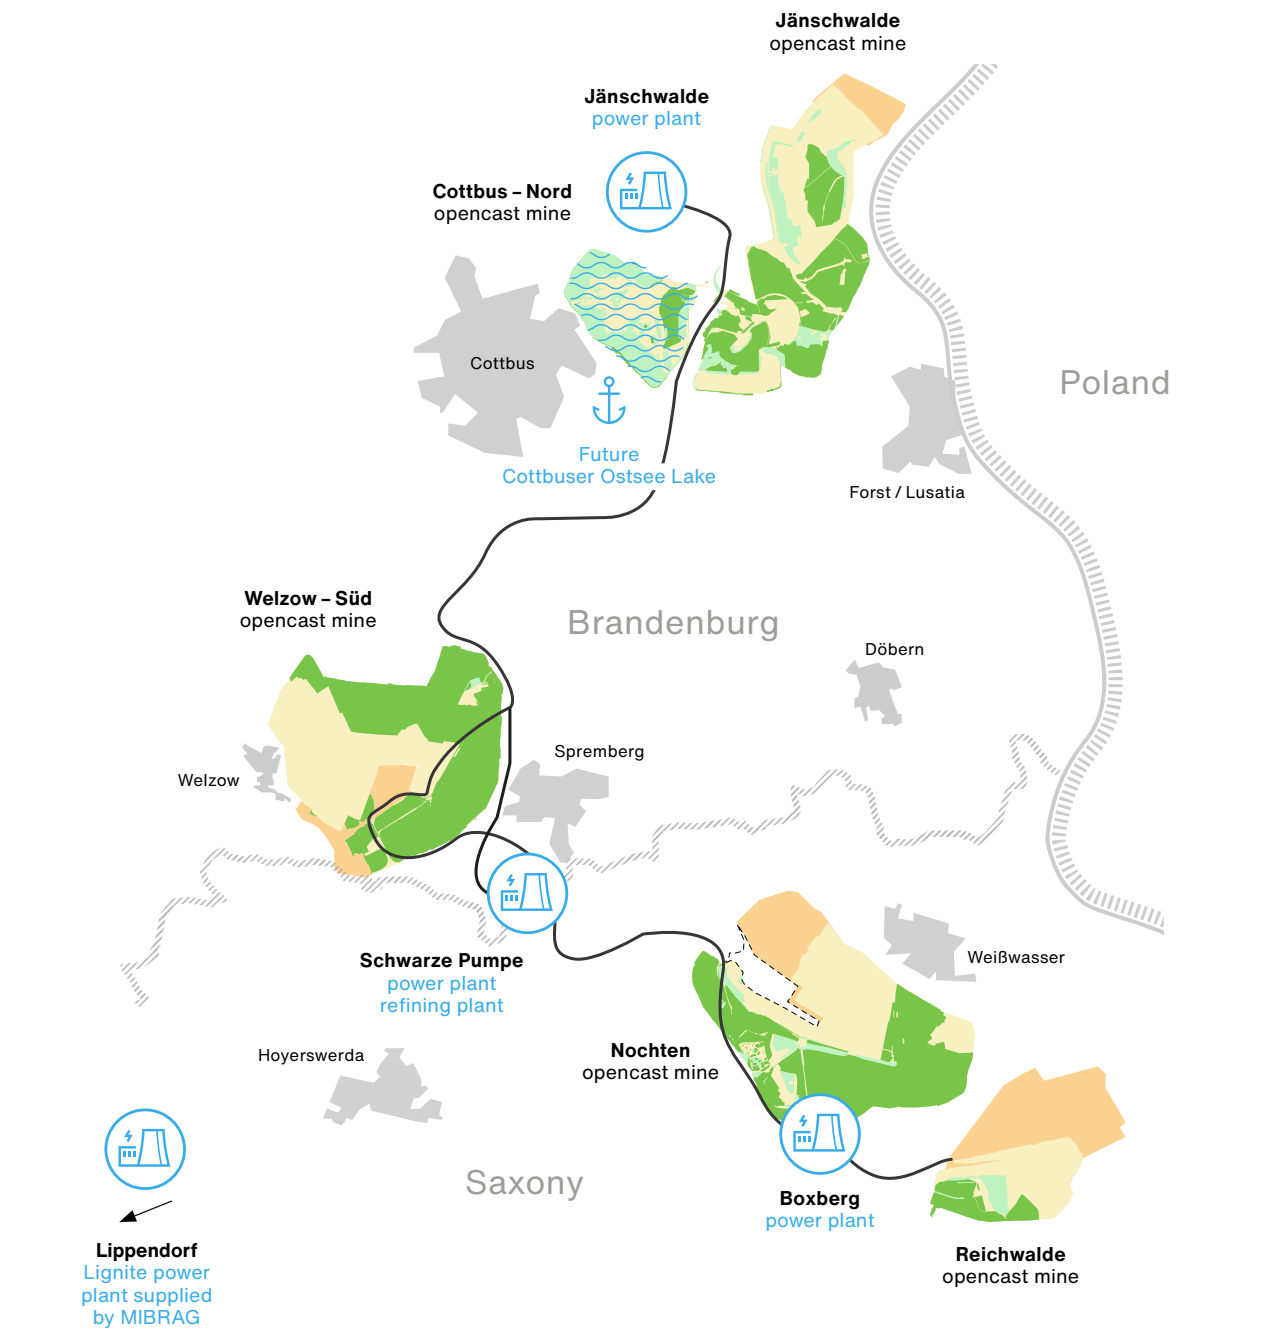 Jänschwalde
opencast mine
Jänschwalde
power plant
Cottbus – Nord
opencast mine
Cottbus
Poland
Future
Cottbuser Ostsee Lake
Forst / Lusatia
Welzow – Süd
opencast mine
Brandenburg
Döbern
Spremberg
Welzow
Schwarze Pumpe
power plant
refining plant
Weißwasser
Hoyerswerda
Nochten
opencast mine
Saxony
Boxberg
power plant
Lippendorf
Lignite power
plant supplied
by MIBRAG
Reichwalde
opencast mine